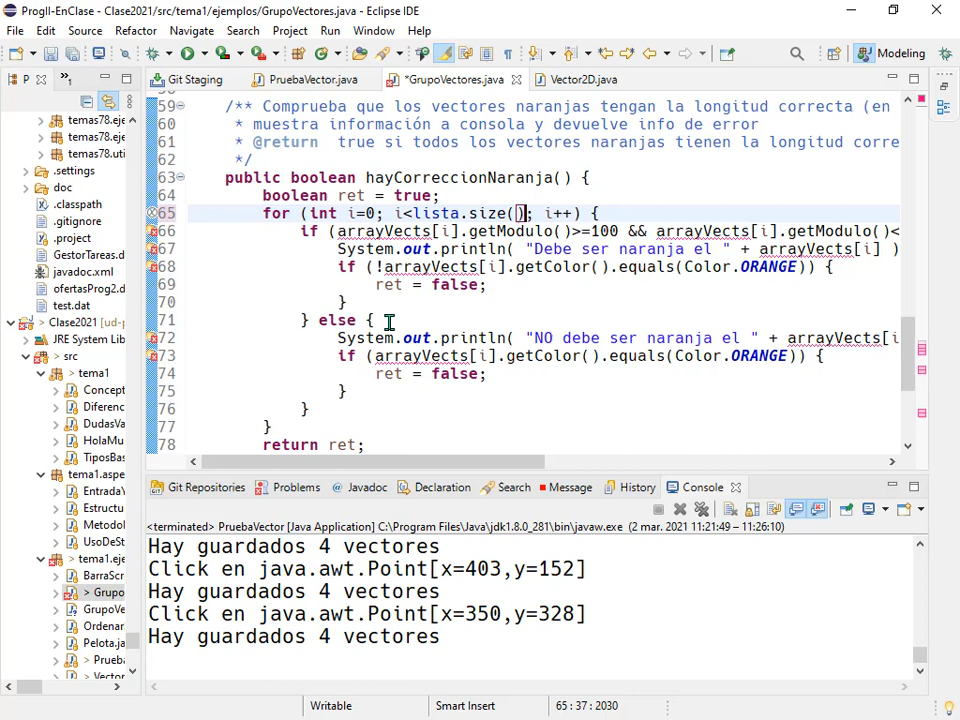 ProgII-EnClase - Clase2021/src/tema1/ejemplos/GrupoVectores.java - Eclipse IDE
File Edit Source Refactor Navigate Search Project Run Window Help
Modeling
P
Git Staging PruebaVector.java *GrupoVectores.java Vector2D.java
temas78.eje
temas78.eje
temas78.uti
.settings
doc
.classpath
.gitignore
.project
GestorTareas.d
javadoc.xml
ofertasProg2.d
test.dat
Clase2021 [ud-p
JRE System Lib
src
tema1
Concept
Diferenc
DudasVa
HolaMu
TiposBa
tema1.aspe
EntradaY
Estructu
Metodol
UsoDeSt
tema1.eje
BarraScr
> Grupo
GrupoVe
Ordenar
Pelota.ja
Prueba
Vector
59 /** Comprueba que los vectores naranjas tengan la longitud correcta (en
60 * muestra información a consola y devuelve info de error
61 * @return true si todos los vectores naranjas tienen la longitud corre
62 */
63 public boolean hayCorreccionNaranja() {
64 boolean ret = true;
65 for (int i=0; i<lista.size(); i++) {
66 if (arrayVects[i].getModulo()>=100 && arrayVects[i].getModulo()<
67 System.out.println( "Debe ser naranja el " + arrayVects[i] )
68 if (!arrayVects[i].getColor().equals(Color.ORANGE)) {
69 ret = false;
70 }
71 } else {
72 System.out.println( "NO debe ser naranja el " + arrayVects[i
73 if (arrayVects[i].getColor().equals(Color.ORANGE)) {
74 ret = false;
75 }
76 }
77 }
78 return ret;
Git Repositories Problems Javadoc Declaration Search Message History Console
<terminated> PruebaVector [Java Application] C:\Program Files\Java\jdk1.8.0_281\bin\javaw.exe (2 mar. 2021 11:21:49 – 11:26:10)
Hay guardados 4 vectores
Click en java.awt.Point[x=403,y=152]
Hay guardados 4 vectores
Click en java.awt.Point[x=350,y=328]
Hay guardados 4 vectores
Writable Smart Insert 65 : 37 : 2030